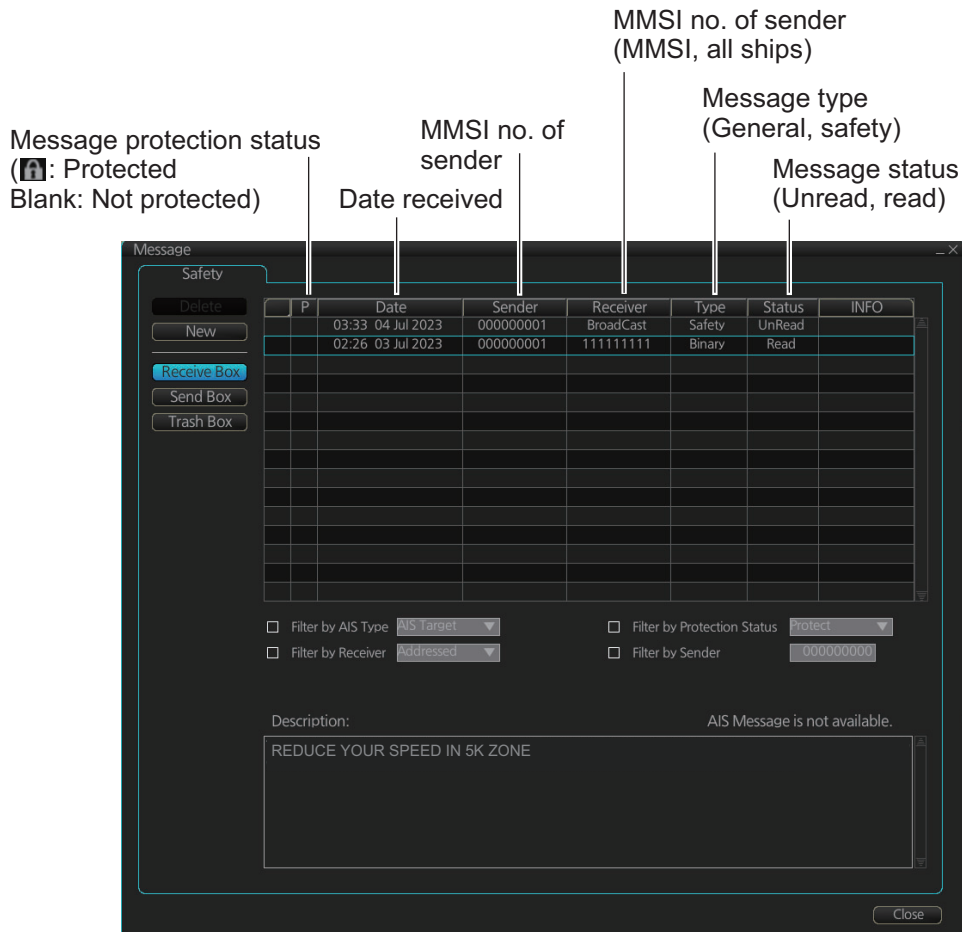 MMSI no. of sender
(MMSI, all ships)
Message type
(General, safety)
MMSI no. of
sender
Message protection status
( : Protected
Blank: Not protected)
Message status
(Unread, read)
Date received
Message
Safety
Delete
New
Receive Box
Send Box
Trash Box
P Date Sender Receiver Type Status INFO
03:33 04 Jul 2023 000000001 BroadCast Safety UnRead
02:26 03 Jul 2023 000000001 111111111 Binary Read
Filter by AIS Type AIS Target Filter by Protection Status Protect
Filter by Receiver Addressed Filter by Sender 000000000
Description: AIS Message is not available.
REDUCE YOUR SPEED IN 5K ZONE
Close